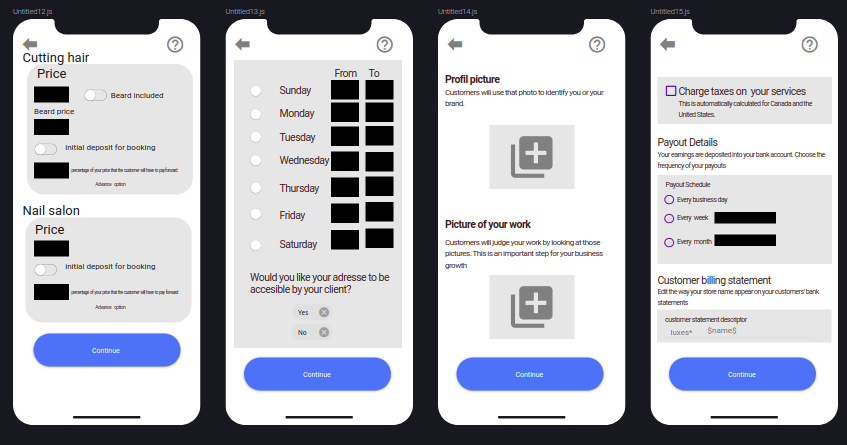 Untitled12.js
Cutting hair
Price
Beard included
Beard price
initial deposit for booking
percentage of your price that the customer will have to pay forward
Advance option
Nail salon
Price
initial deposit for booking
percentage of your price that the customer will have to pay forward
Advance option
Continue
Untitled13.js
From To
Sunday
Monday
Tuesday
Wednesday
Thursday
Friday
Saturday
Would you like your adresse to be
accesible by your client?
Yes
No
Continue
Untitled14.js
Profil picture
Customers will use that photo to identify you or your
brand.
Picture of your work
Customers will judge your work by looking at those
pictures. This is an important step for your business
growth
Continue
Untitled15.js
Charge taxes on your services
This is automatically calculated for Canada and the
United States.
Payout Details
Your earnings are deposited into your bank account. Choose the
frequency of your payouts
Payout Schedule
Every business day
Every week
Every month
Customer billing statement
Edit the way your store name appear on your customers' bank
statements
customer statement descriptor
luxes* $name$
Continue